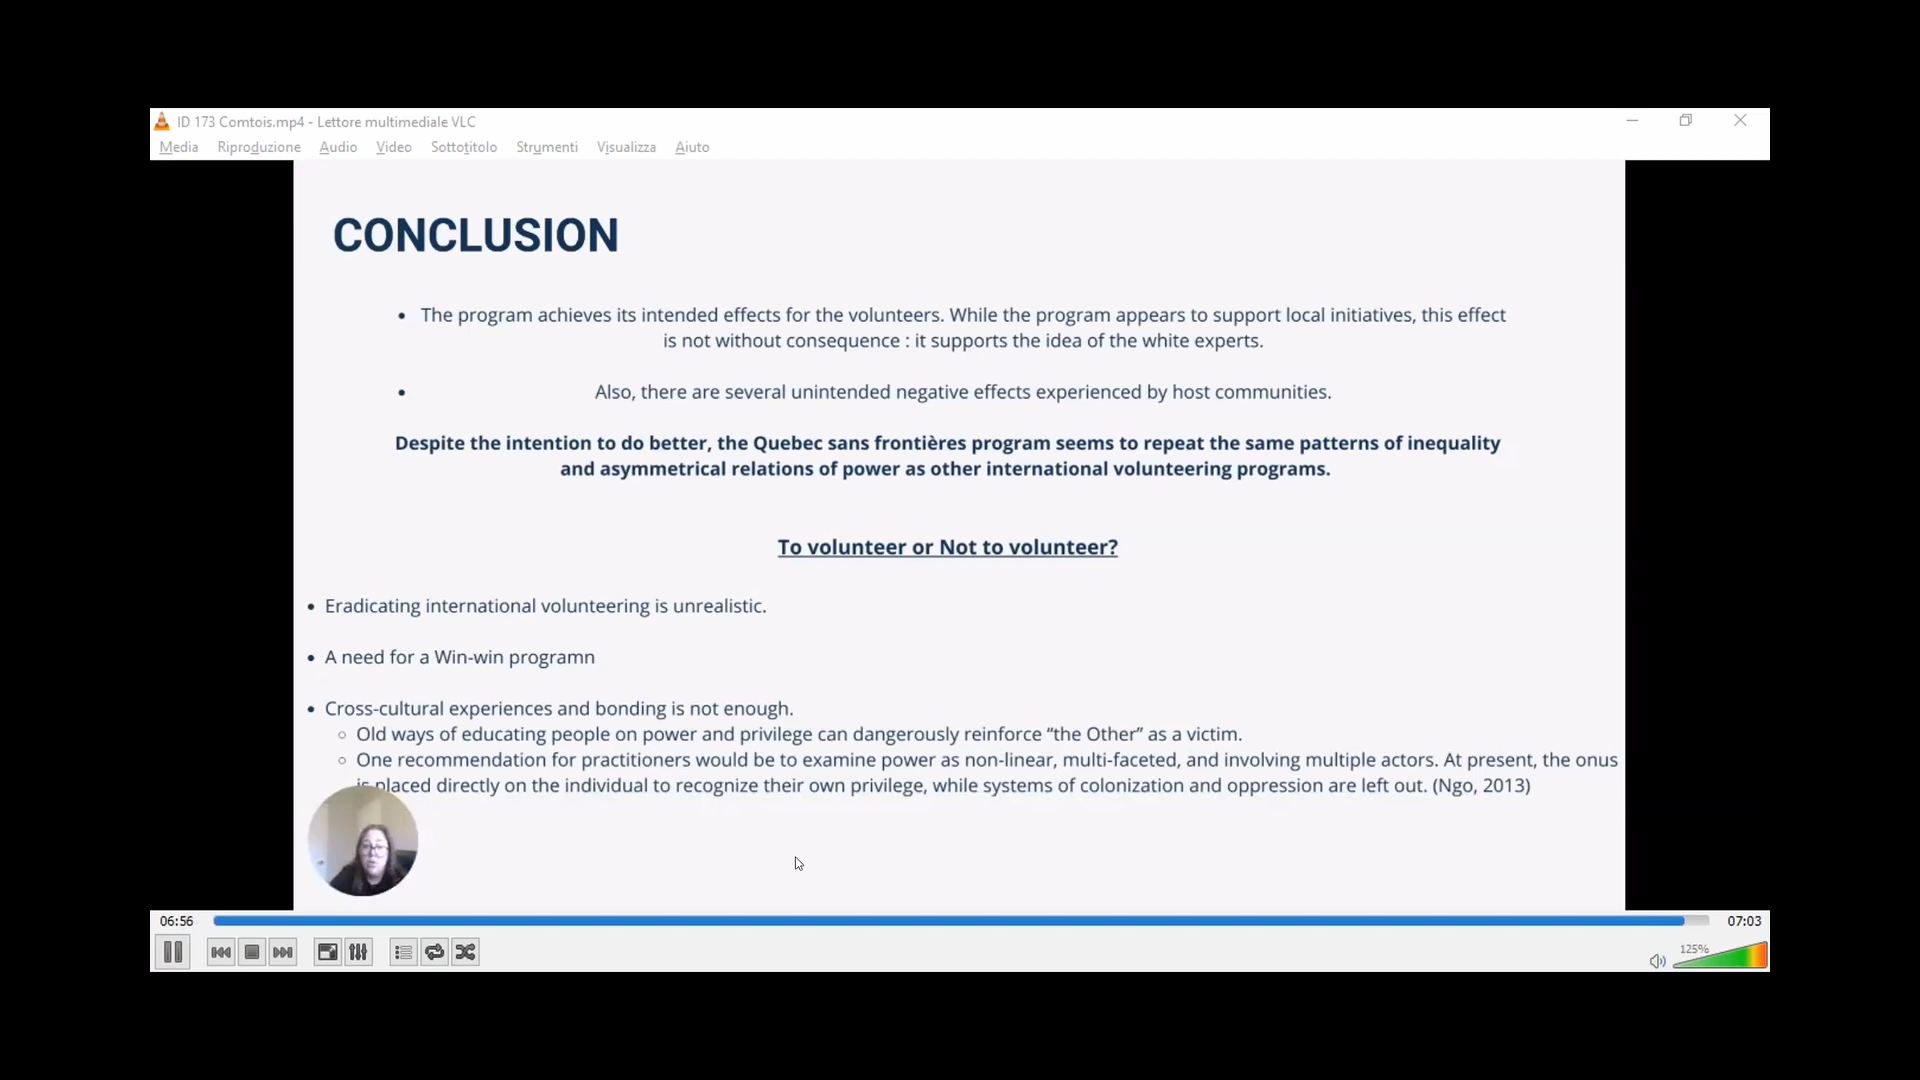 ID 173 Comtois.mp4 - Lettore multimediale VLC
Media Riproduzione Audio Video Sottotitolo Strumenti Visualizza Aiuto
CONCLUSION
• The program achieves its intended effects for the volunteers. While the program appears to support local initiatives, this effect
is not without consequence : it supports the idea of the white experts.
• Also, there are several unintended negative effects experienced by host communities.
Despite the intention to do better, the Quebec sans frontières program seems to repeat the same patterns of inequality
and asymmetrical relations of power as other international volunteering programs.
To volunteer or Not to volunteer?
• Eradicating international volunteering is unrealistic.
• A need for a Win-win programn
• Cross-cultural experiences and bonding is not enough.
○ Old ways of educating people on power and privilege can dangerously reinforce “the Other” as a victim.
○ One recommendation for practitioners would be to examine power as non-linear, multi-faceted, and involving multiple actors. At present, the onus
is placed directly on the individual to recognize their own privilege, while systems of colonization and oppression are left out. (Ngo, 2013)
06:56 07:03
125%